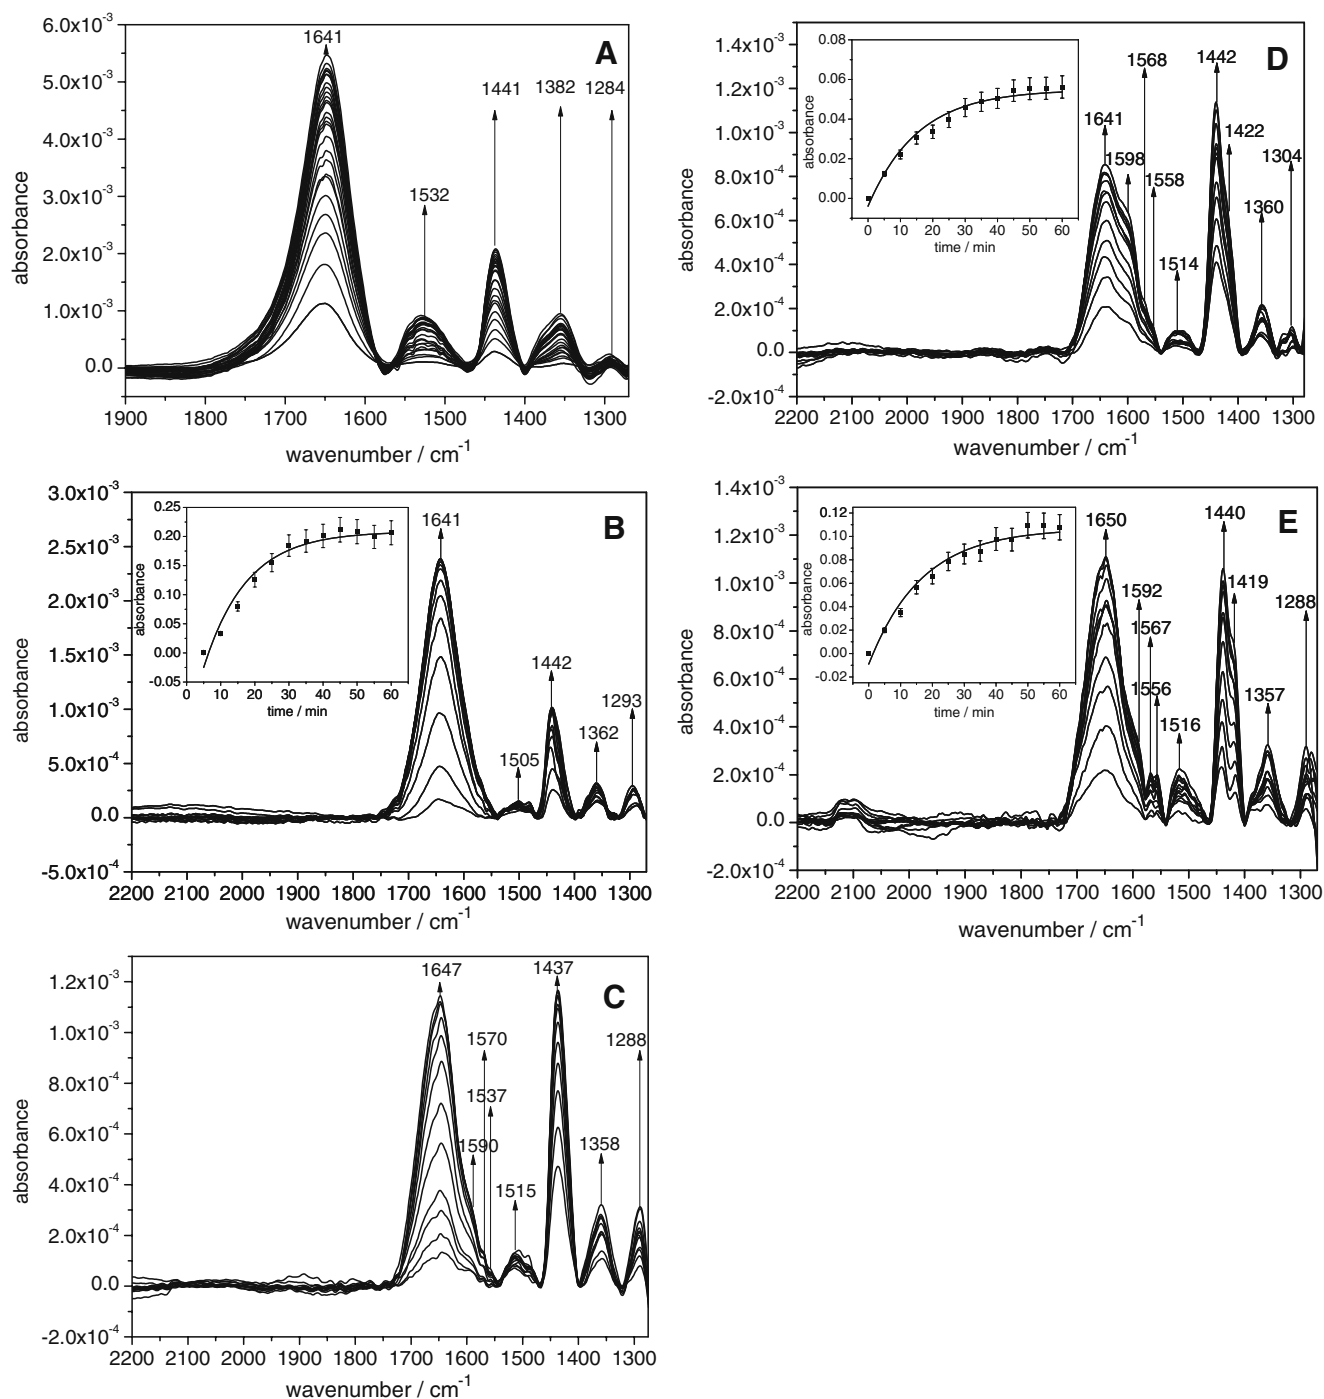 A
6.0x10⁻³
5.0x10⁻³
4.0x10⁻³
3.0x10⁻³
2.0x10⁻³
1.0x10⁻³
0.0
absorbance
1641
1532
1441
1382
1284
1900 1800 1700 1600 1500 1400 1300
wavenumber / cm⁻¹
D
1.4x10⁻³
1.2x10⁻³
1.0x10⁻³
8.0x10⁻⁴
6.0x10⁻⁴
4.0x10⁻⁴
2.0x10⁻⁴
0.0
-2.0x10⁻⁴
absorbance
0.08
0.06
0.04
0.02
0.00
absorbance
0 10 20 30 40 50 60
time / min
1641
1598
1568
1558
1514
1442
1422
1360
1304
2200 2100 2000 1900 1800 1700 1600 1500 1400 1300
wavenumber / cm⁻¹
B
3.0x10⁻³
2.5x10⁻³
2.0x10⁻³
1.5x10⁻³
1.0x10⁻³
5.0x10⁻⁴
0.0
-5.0x10⁻⁴
absorbance
0.25
0.20
0.15
0.10
0.05
0.00
-0.05
absorbance
0 10 20 30 40 50 60
time / min
1641
1505
1442
1362
1293
2200 2100 2000 1900 1800 1700 1600 1500 1400 1300
wavenumber / cm⁻¹
E
1.4x10⁻³
1.2x10⁻³
1.0x10⁻³
8.0x10⁻⁴
6.0x10⁻⁴
4.0x10⁻⁴
2.0x10⁻⁴
0.0
-2.0x10⁻⁴
absorbance
0.12
0.10
0.08
0.06
0.04
0.02
0.00
-0.02
absorbance
0 10 20 30 40 50 60
time / min
1650
1592
1567
1556
1516
1440
1419
1357
1288
2200 2100 2000 1900 1800 1700 1600 1500 1400 1300
wavenumber / cm⁻¹
C
1.2x10⁻³
1.0x10⁻³
8.0x10⁻⁴
6.0x10⁻⁴
4.0x10⁻⁴
2.0x10⁻⁴
0.0
-2.0x10⁻⁴
absorbance
1647
1590
1570
1537
1515
1437
1358
1288
2200 2100 2000 1900 1800 1700 1600 1500 1400 1300
wavenumber / cm⁻¹